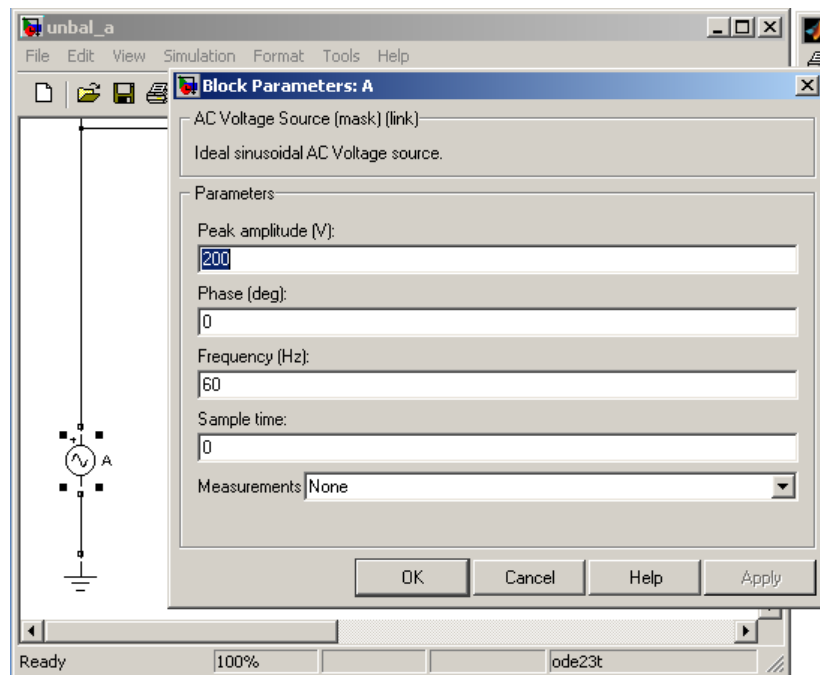 unbal_a
File Edit View Simulation Format Tools Help
Block Parameters: A
AC Voltage Source (mask) (link)
Ideal sinusoidal AC Voltage source.
Parameters
Peak amplitude (V):
200
Phase (deg):
0
Frequency (Hz):
60
Sample time:
0
Measurements None
+
A
OK Cancel Help Apply
Ready 100% ode23t